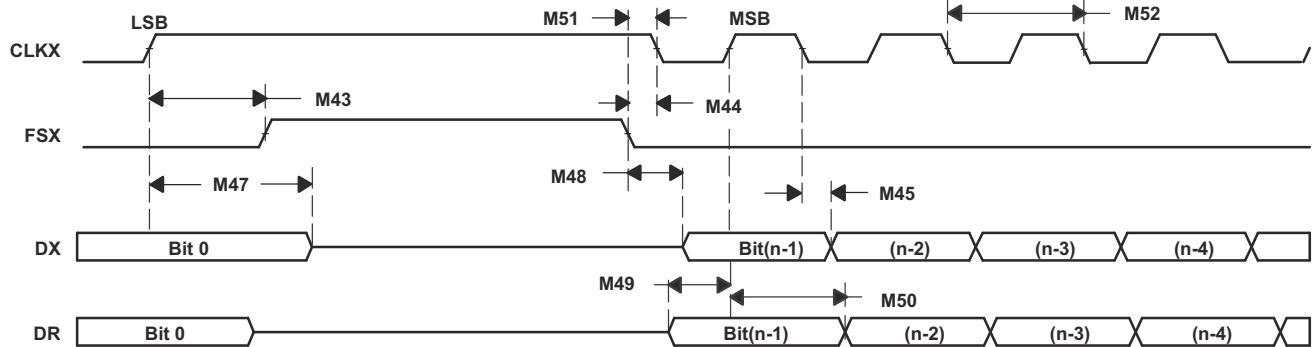 LSB M51 MSB M52
CLKX
M43 M44
FSX
M47 M48 M45
DX Bit 0 Bit(n-1) (n-2) (n-3) (n-4)
M49 M50
DR Bit 0 Bit(n-1) (n-2) (n-3) (n-4)